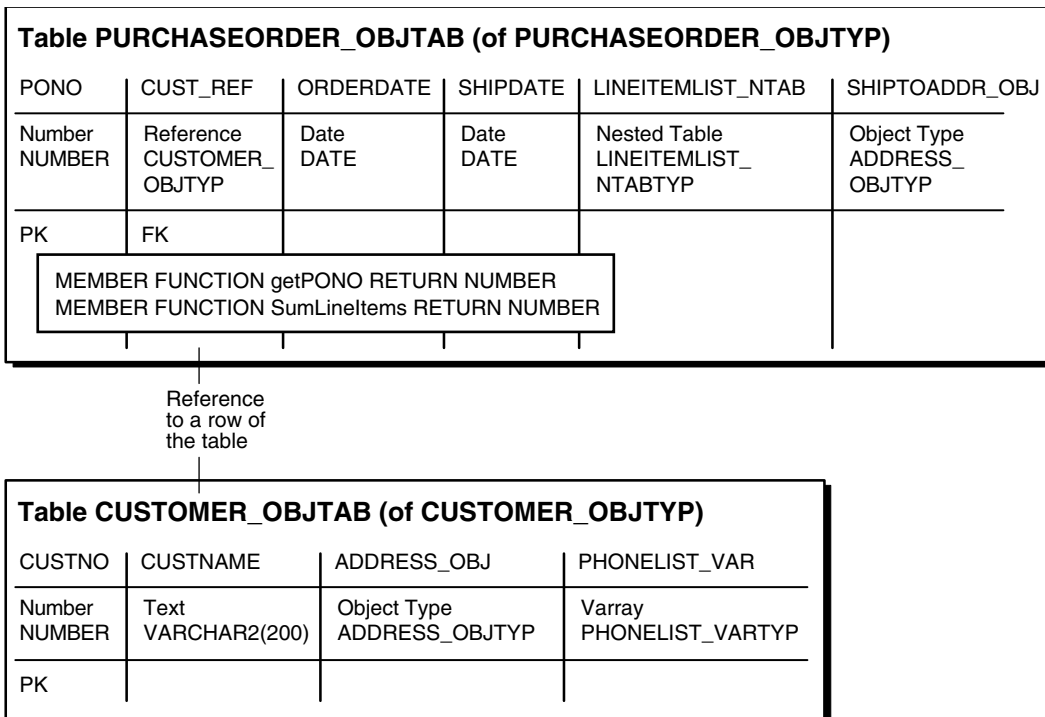 Table PURCHASEORDER_OBJTAB (of PURCHASEORDER_OBJTYP)
PONO CUST_REF ORDERDATE SHIPDATE LINEITEMLIST_NTAB SHIPTOADDR_OBJ
Number Reference Date Date Nested Table Object Type
NUMBER CUSTOMER_ DATE DATE LINEITEMLIST_ ADDRESS_
OBJTYP NTABTYP OBJTYP
PK FK
MEMBER FUNCTION getPONO RETURN NUMBER
MEMBER FUNCTION SumLineItems RETURN NUMBER
Reference
to a row of
the table
Table CUSTOMER_OBJTAB (of CUSTOMER_OBJTYP)
CUSTNO CUSTNAME ADDRESS_OBJ PHONELIST_VAR
Number Text Object Type Varray
NUMBER VARCHAR2(200) ADDRESS_OBJTYP PHONELIST_VARTYP
PK